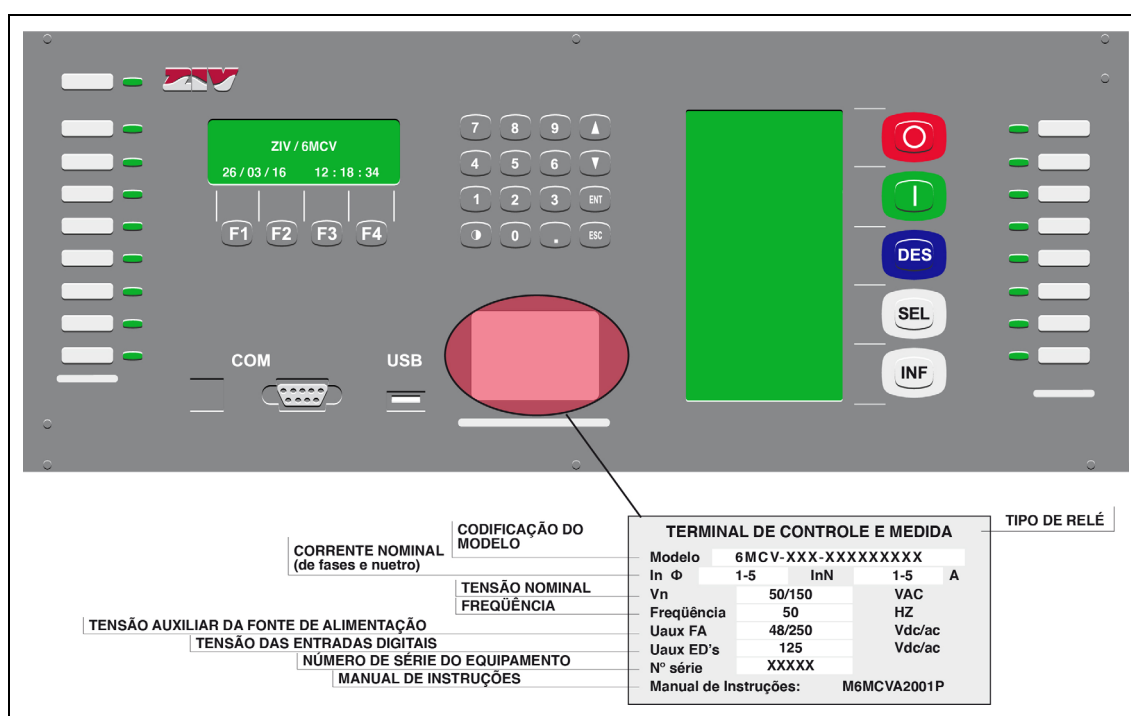 ZIV
ZIV / 6MCV
26 / 03 / 16 12 : 18 : 34
F1 F2 F3 F4
7 8 9
4 5 6
1 2 3 ENT
0 . ESC
DES
SEL
INF
COM
USB
CODIFICAÇÃO DO
MODELO
CORRENTE NOMINAL
(de fases e nuetro)
TENSÃO NOMINAL
FREQÜÊNCIA
TENSÃO AUXILIAR DA FONTE DE ALIMENTAÇÃO
TENSÃO DAS ENTRADAS DIGITAIS
NÚMERO DE SÉRIE DO EQUIPAMENTO
MANUAL DE INSTRUÇÕES
TIPO DE RELÉ
TERMINAL DE CONTROLE E MEDIDA
Modelo 6MCV-XXX-XXXXXXXXX
In Φ 1-5 InN 1-5 A
Vn 50/150 VAC
Freqüência 50 HZ
Uaux FA 48/250 Vdc/ac
Uaux ED's 125 Vdc/ac
Nº série XXXXX
Manual de Instruções: M6MCVA2001P